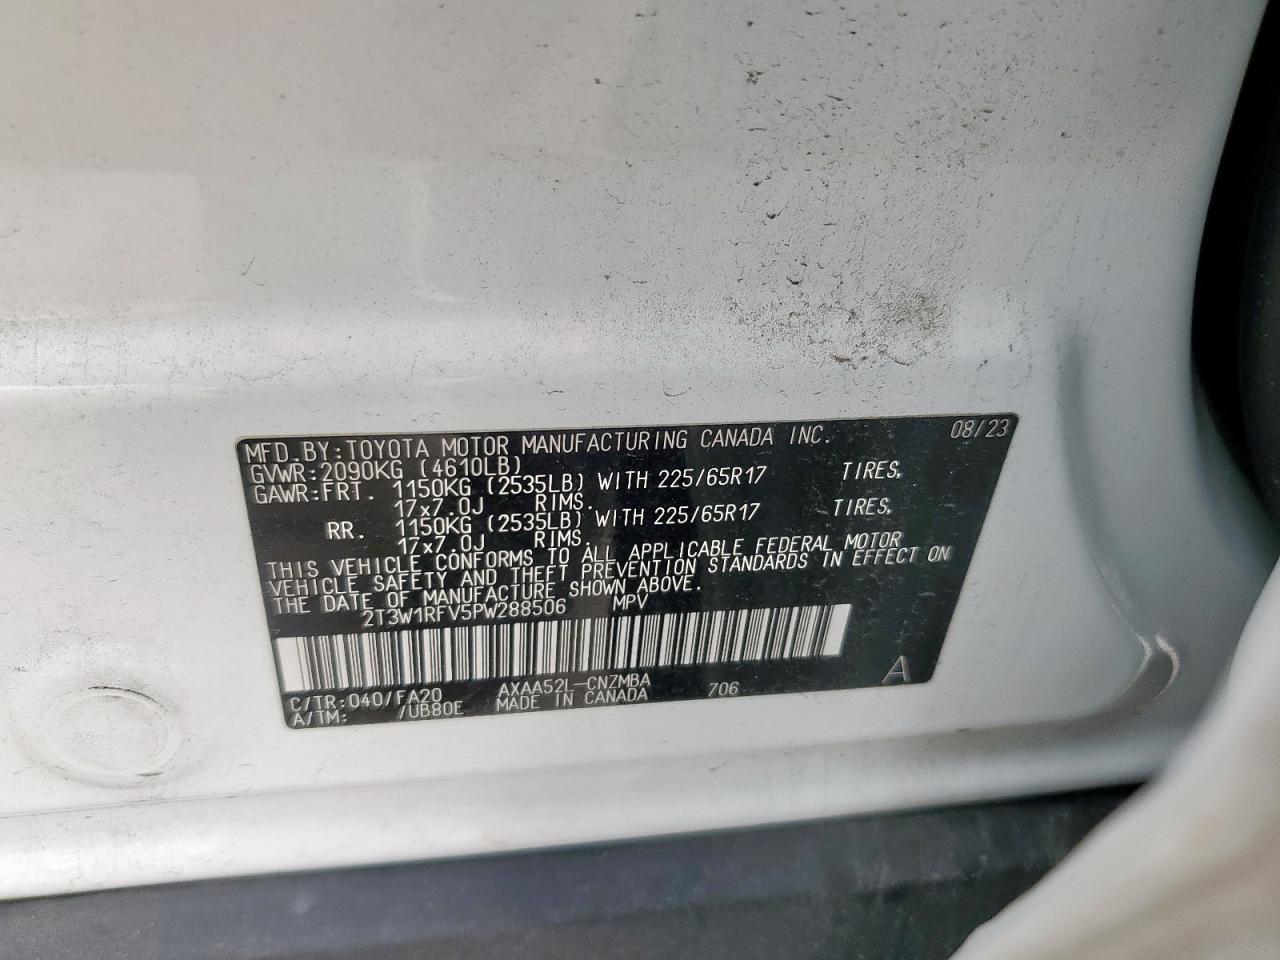 MFD.BY:TOYOTA MOTOR MANUFACTURING CANADA INC. 08/23
GVWR:2090KG (4610LB)
GAWR:FRT. 1150KG (2535LB) WITH 225/65R17 TIRES,
17x7.0J RIMS.
RR. 1150KG (2535LB) WITH 225/65R17 TIRES,
17x7.0J RIMS.
THIS VEHICLE CONFORMS TO ALL APPLICABLE FEDERAL MOTOR
VEHICLE SAFETY AND THEFT PREVENTION STANDARDS IN EFFECT ON
THE DATE OF MANUFACTURE SHOWN ABOVE.
2T3W1RFV5PW288506 MPV
C/TR:040/FA20 AXAA52L-CNZMBA 706 A
A/TM: /UB80E MADE IN CANADA